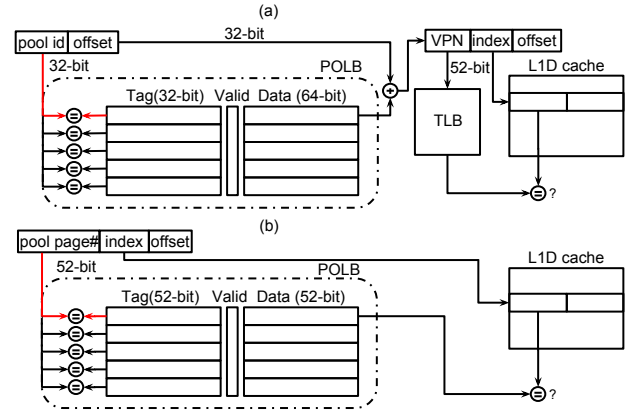 (a)
pool id offset
32-bit
VPN index offset
32-bit
POLB
52-bit
L1D cache
Tag(32-bit) Valid Data (64-bit)
+
=
=
=
=
=
TLB
= ?
(b)
pool page# index offset
52-bit
POLB
L1D cache
Tag(52-bit) Valid Data (52-bit)
=
=
=
=
=
= ?